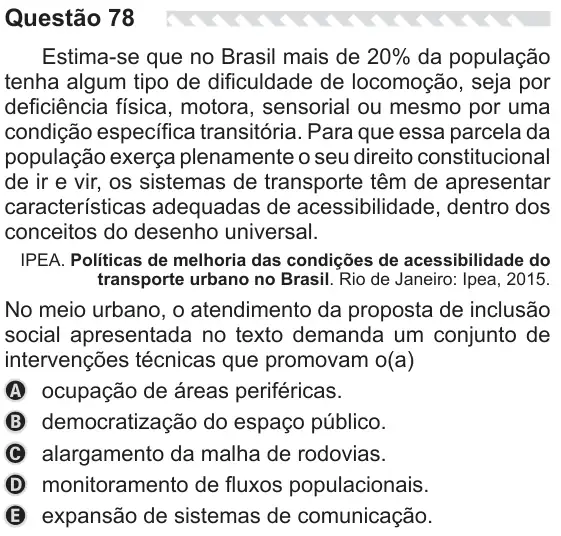 Questão 78
Estima-se que no Brasil mais de 20% da população
tenha algum tipo de dificuldade de locomoção, seja por
deficiência física, motora, sensorial ou mesmo por uma
condição específica transitória. Para que essa parcela da
população exerça plenamente o seu direito constitucional
de ir e vir, os sistemas de transporte têm de apresentar
características adequadas de acessibilidade, dentro dos
conceitos do desenho universal.
IPEA. Políticas de melhoria das condições de acessibilidade do
transporte urbano no Brasil. Rio de Janeiro: Ipea, 2015.
No meio urbano, o atendimento da proposta de inclusão
social apresentada no texto demanda um conjunto de
intervenções técnicas que promovam o(a)
A ocupação de áreas periféricas.
B democratização do espaço público.
C alargamento da malha de rodovias.
D monitoramento de fluxos populacionais.
E expansão de sistemas de comunicação.